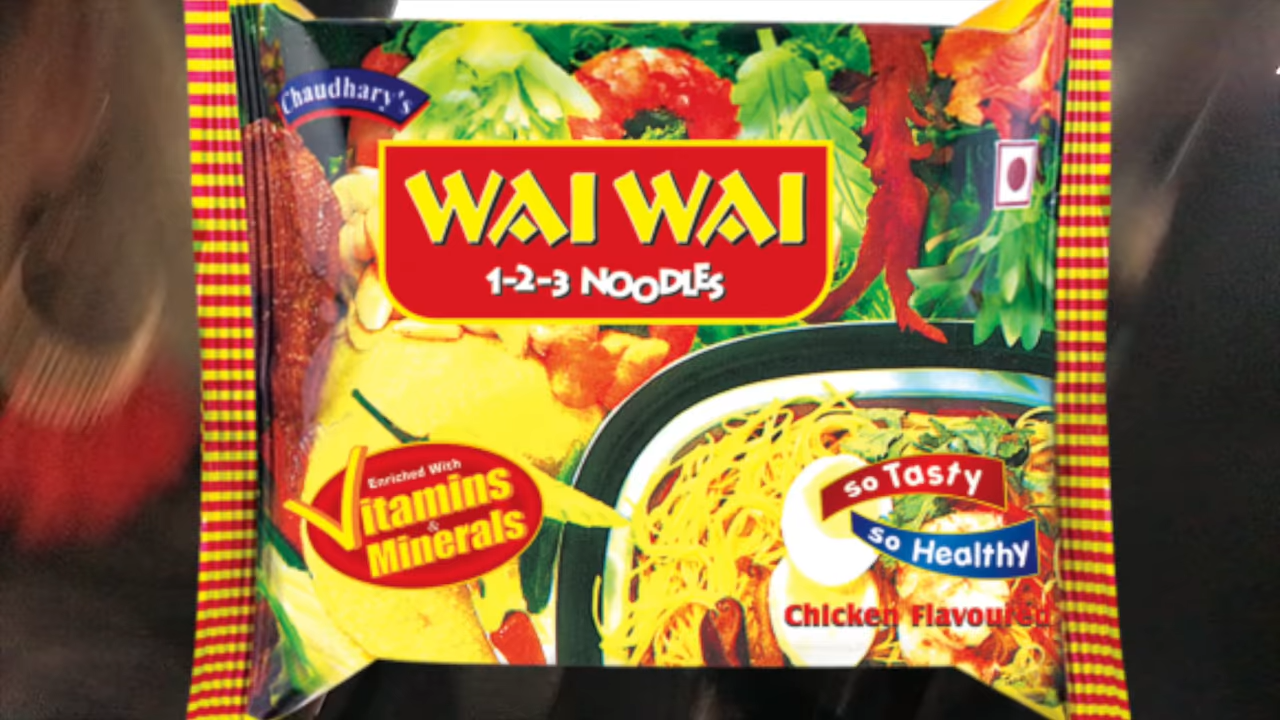 Chaudhary's
WAI WAI
1-2-3 NOODLES
Enriched With
Vitamins
&
Minerals
so Tasty
so Healthy
Chicken Flavoured